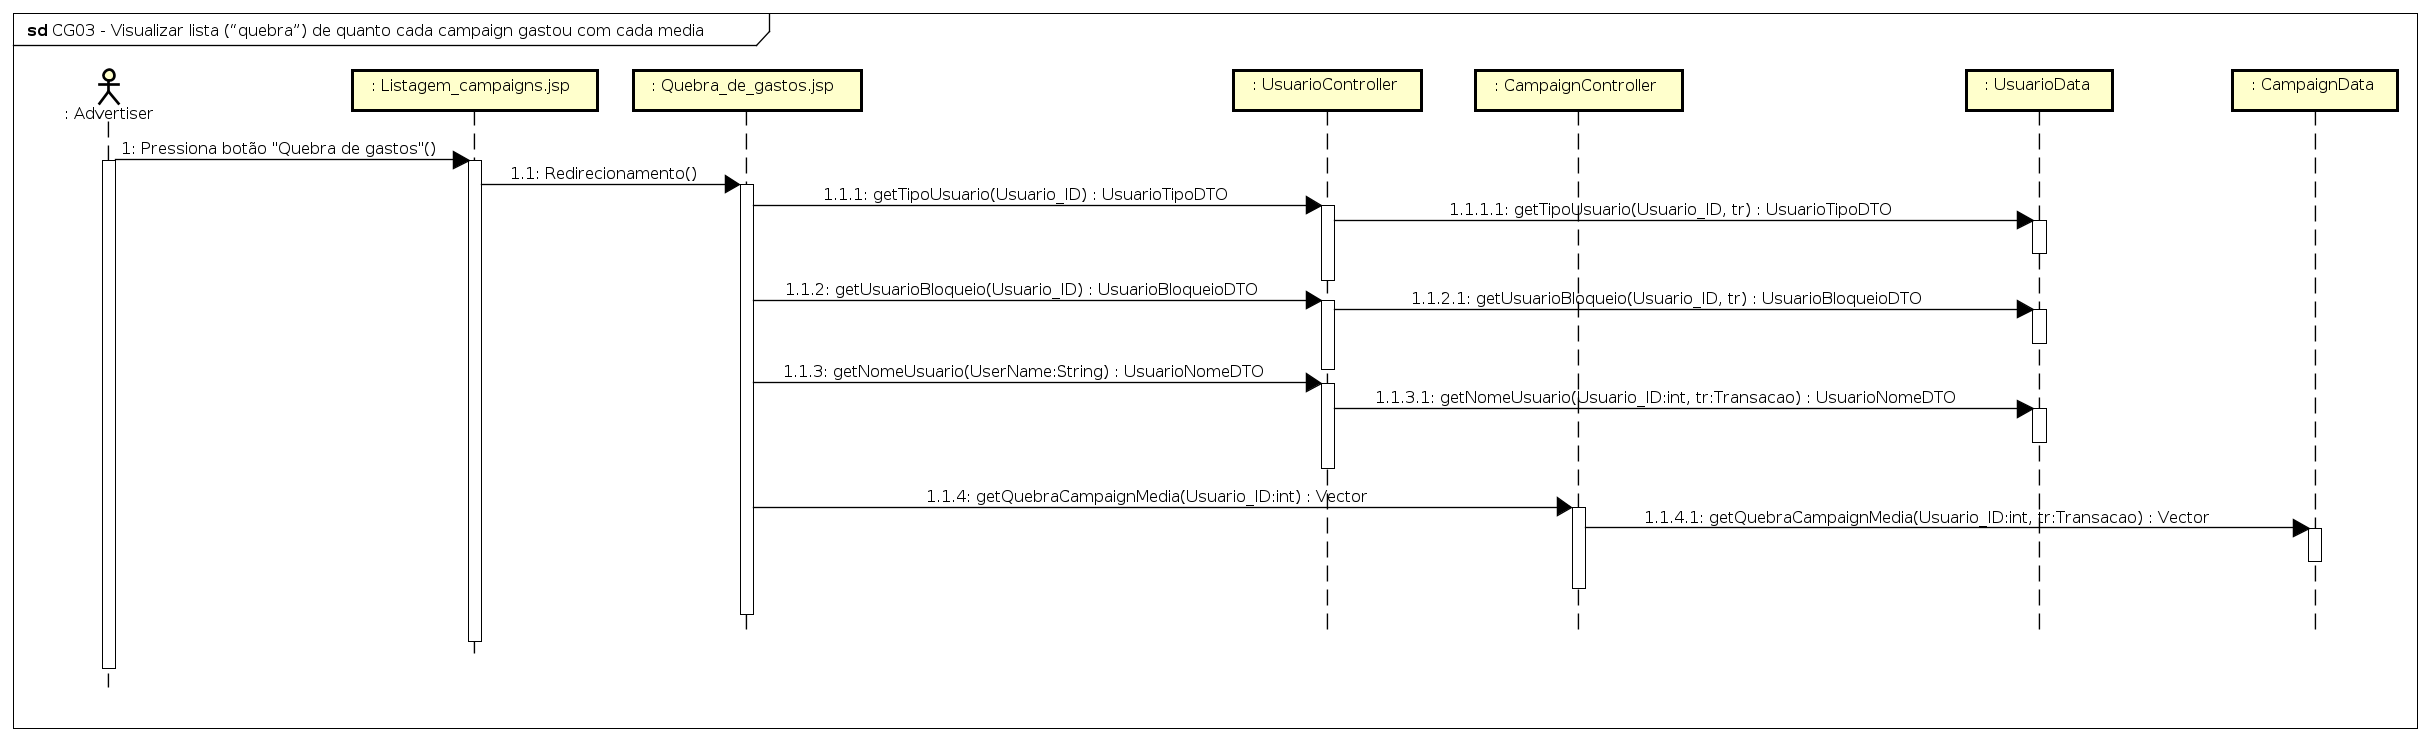 sd CG03 - Visualizar lista (“quebra”) de quanto cada campaign gastou com cada media
: Advertiser
: Listagem_campaigns.jsp
: Quebra_de_gastos.jsp
: UsuarioController
: CampaignController
: UsuarioData
: CampaignData
1: Pressiona botão "Quebra de gastos"()
1.1: Redirecionamento()
1.1.1: getTipoUsuario(Usuario_ID) : UsuarioTipoDTO
1.1.1.1: getTipoUsuario(Usuario_ID, tr) : UsuarioTipoDTO
1.1.2: getUsuarioBloqueio(Usuario_ID) : UsuarioBloqueioDTO
1.1.2.1: getUsuarioBloqueio(Usuario_ID, tr) : UsuarioBloqueioDTO
1.1.3: getNomeUsuario(UserName:String) : UsuarioNomeDTO
1.1.3.1: getNomeUsuario(Usuario_ID:int, tr:Transacao) : UsuarioNomeDTO
1.1.4: getQuebraCampaignMedia(Usuario_ID:int) : Vector
1.1.4.1: getQuebraCampaignMedia(Usuario_ID:int, tr:Transacao) : Vector